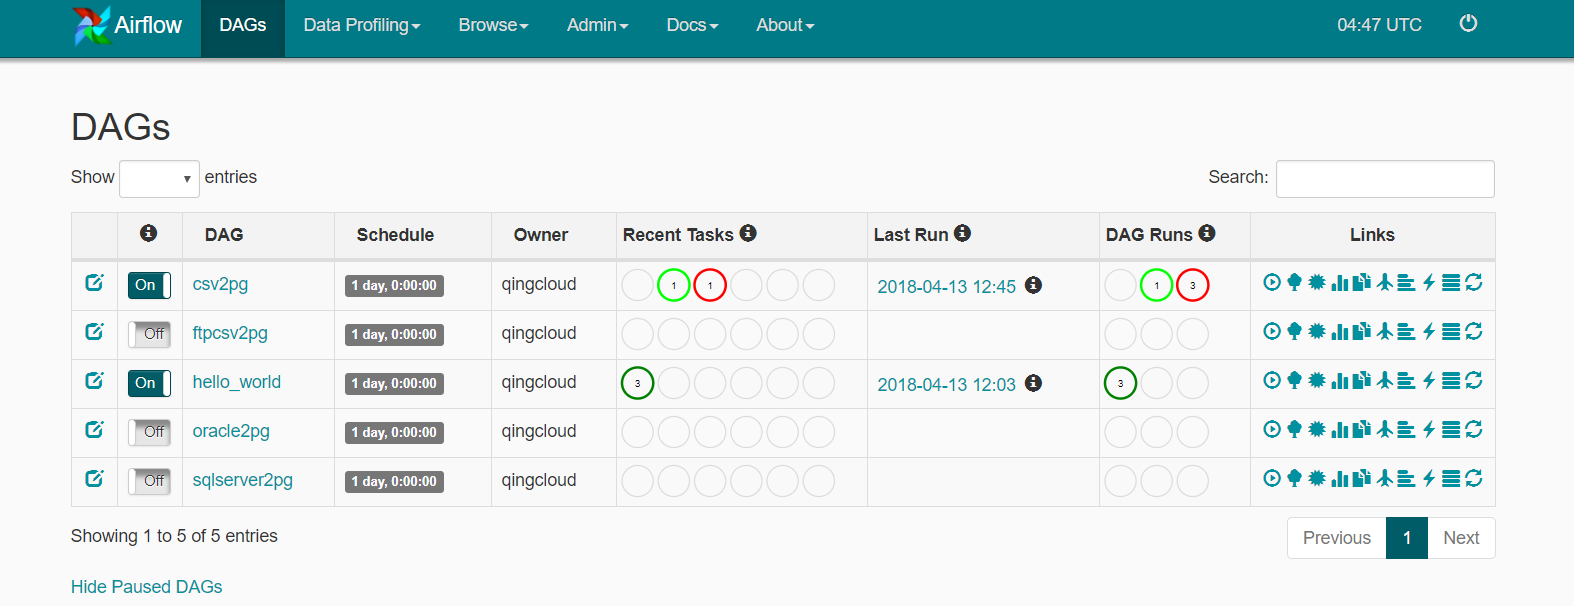 Airflow DAGs Data Profiling Browse Admin Docs About 04:47 UTC
DAGs
Show entries Search:
DAG Schedule Owner Recent Tasks Last Run DAG Runs Links
On csv2pg 1 day, 0:00:00 qingcloud 1 1 2018-04-13 12:45 1 3
Off ftpcsv2pg 1 day, 0:00:00 qingcloud
On hello_world 1 day, 0:00:00 qingcloud 3 2018-04-13 12:03 3
Off oracle2pg 1 day, 0:00:00 qingcloud
Off sqlserver2pg 1 day, 0:00:00 qingcloud
Showing 1 to 5 of 5 entries Previous 1 Next
Hide Paused DAGs